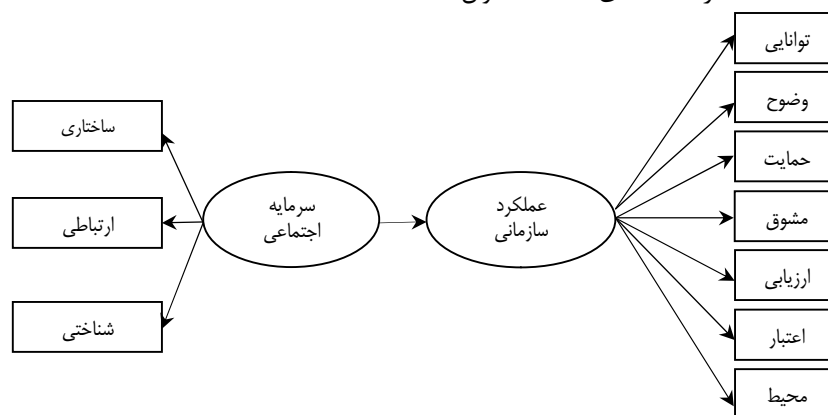 توانایی
وضوح
حمایت
مشوق
ارزیابی
اعتبار
محیط
عملکرد
سازمانی
سرمایه
اجتماعی
ساختاری
ارتباطی
شناختی